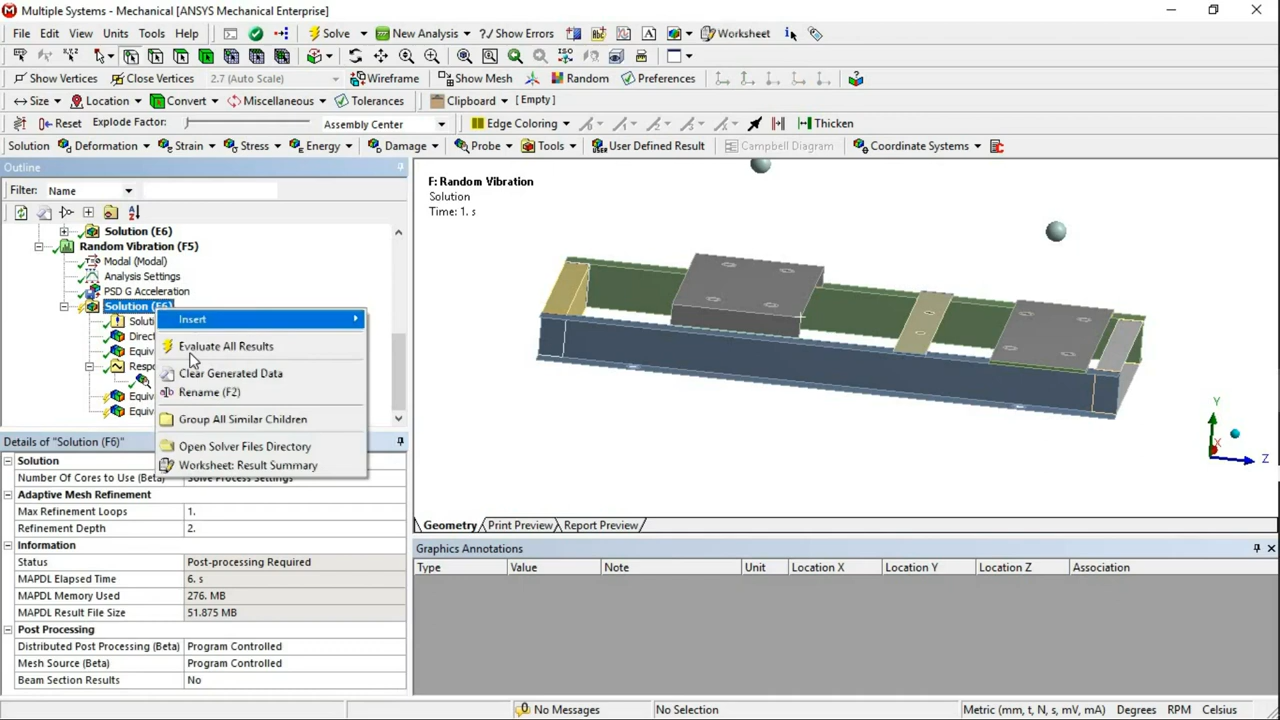 Multiple Systems - Mechanical [ANSYS Mechanical Enterprise]
File Edit View Units Tools Help Solve New Analysis ?/ Show Errors Worksheet
Show Vertices Close Vertices 2.7 (Auto Scale) Wireframe Show Mesh Random Preferences
Size Location Convert Miscellaneous Tolerances Clipboard [Empty]
Reset Explode Factor: Assembly Center Edge Coloring Thicken
Solution Deformation Strain Stress Energy Damage Probe Tools User Defined Result Campbell Diagram Coordinate Systems
Outline
Filter: Name
Solution (E6)
Random Vibration (F5)
Modal (Modal)
Analysis Settings
PSD G Acceleration
Solution (F6)
Soluti
Direct
Equiv
Respo
Equiv
Equiv
Insert
Evaluate All Results
Clear Generated Data
Rename (F2)
Group All Similar Children
Open Solver Files Directory
Worksheet: Result Summary
Details of "Solution (F6)"
Solution
Number Of Cores to Use (Beta) Solve Process Settings
Adaptive Mesh Refinement
Max Refinement Loops 1.
Refinement Depth 2.
Information
Status Post-processing Required
MAPDL Elapsed Time 6. s
MAPDL Memory Used 276. MB
MAPDL Result File Size 51.875 MB
Post Processing
Distributed Post Processing (Beta) Program Controlled
Mesh Source (Beta) Program Controlled
Beam Section Results No
F: Random Vibration
Solution
Time: 1. s
Y
X
Z
Geometry Print Preview Report Preview
Graphics Annotations
Type Value Note Unit Location X Location Y Location Z Association
No Messages No Selection Metric (mm, t, N, s, mV, mA) Degrees RPM Celsius